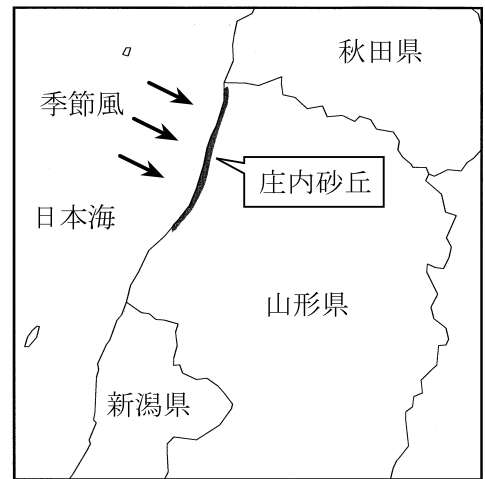 秋田県
季節風
庄内砂丘
日本海
山形県
新潟県